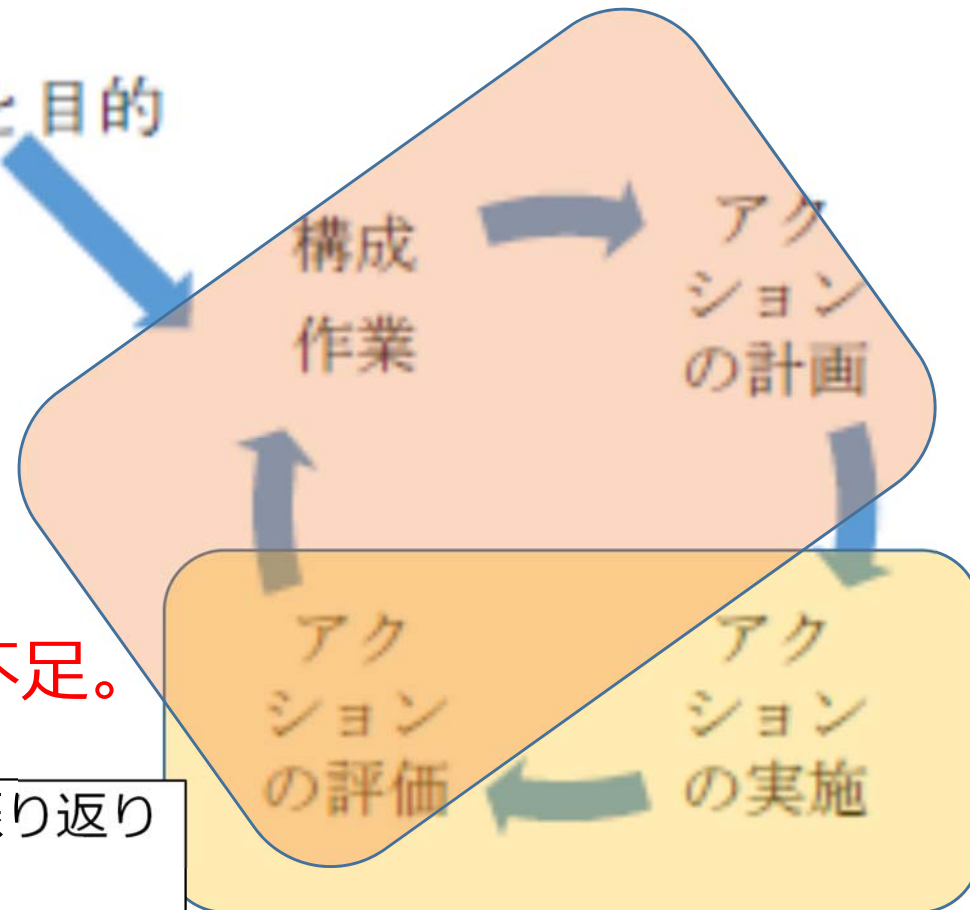 と目的
構成
作業
アク
ション
の計画
アク
ション
の評価
アク
ション
の実施
不足。
り返り